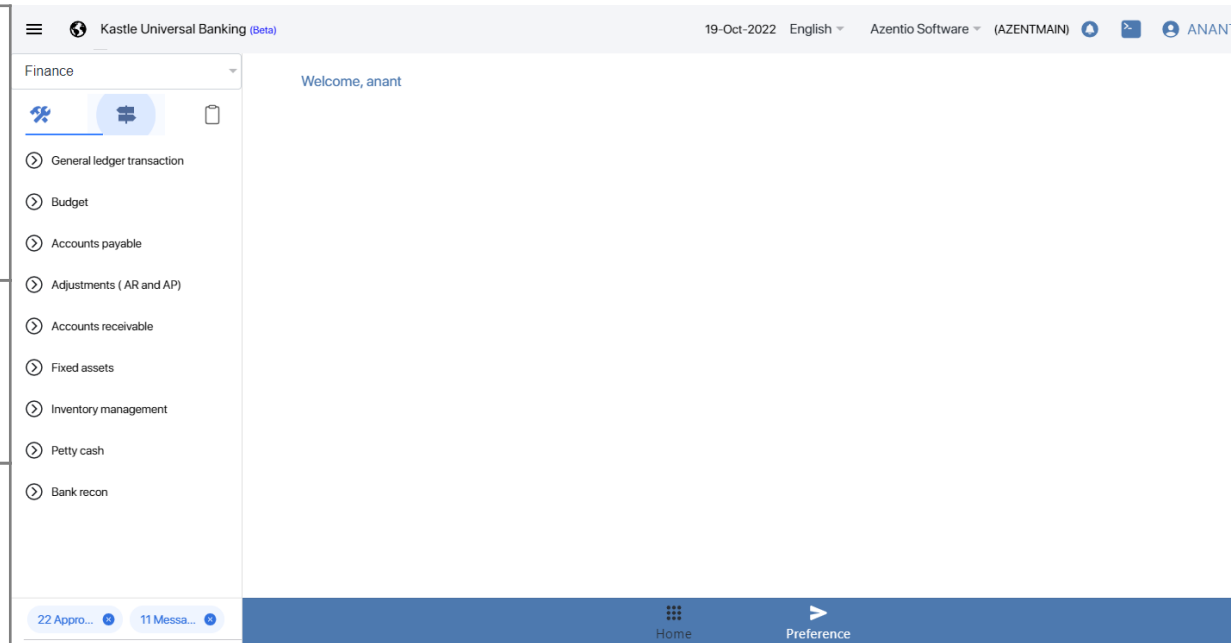 Kastle Universal Banking (Beta) 19-Oct-2022 English Azentio Software (AZENTMAIN) ANANT
Finance
Welcome, anant
General ledger transaction
Budget
Accounts payable
Adjustments ( AR and AP)
Accounts receivable
Fixed assets
Inventory management
Petty cash
Bank recon
22 Appro... 11 Messa...
Home Preference